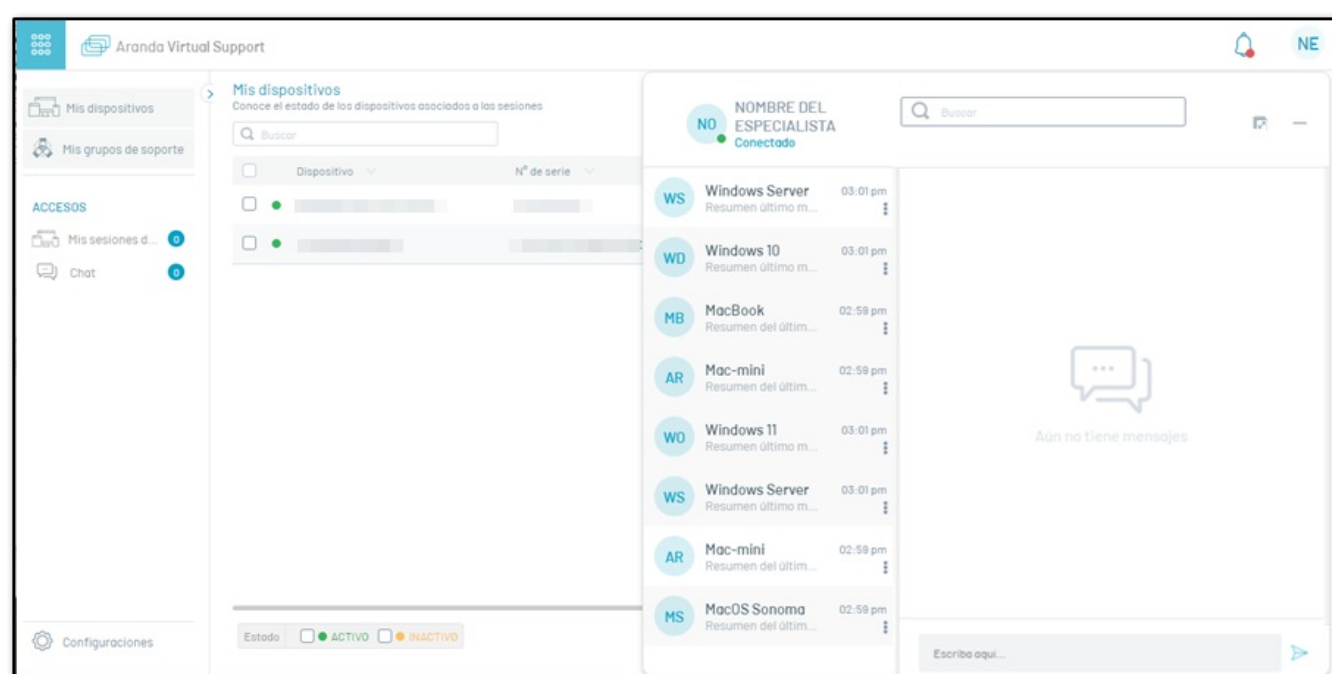 Aranda Virtual Support
NE
Mis dispositivos
Mis grupos de soporte
ACCESOS
Mis sesiones d... 0
Chat 0
Configuraciones
Mis dispositivos
Conoce el estado de los dispositivos asociados a las sesiones
Buscar
Dispositivo
N° de serie
Estado ACTIVO INACTIVO
NO
NOMBRE DEL
ESPECIALISTA
Conectado
Buscar
WS Windows Server 03:01 pm
Resumen último m...
WD Windows 10 03:01 pm
Resumen último m...
MB MacBook 02:59 pm
Resumen del últim...
AR Mac-mini 02:59 pm
Resumen del últim...
WO Windows 11 03:01 pm
Resumen último m...
WS Windows Server 03:01 pm
Resumen último m...
AR Mac-mini 02:59 pm
Resumen del últim...
MS MacOS Sonoma 02:59 pm
Resumen del últim...
Aún no tiene mensajes
Escriba aquí...